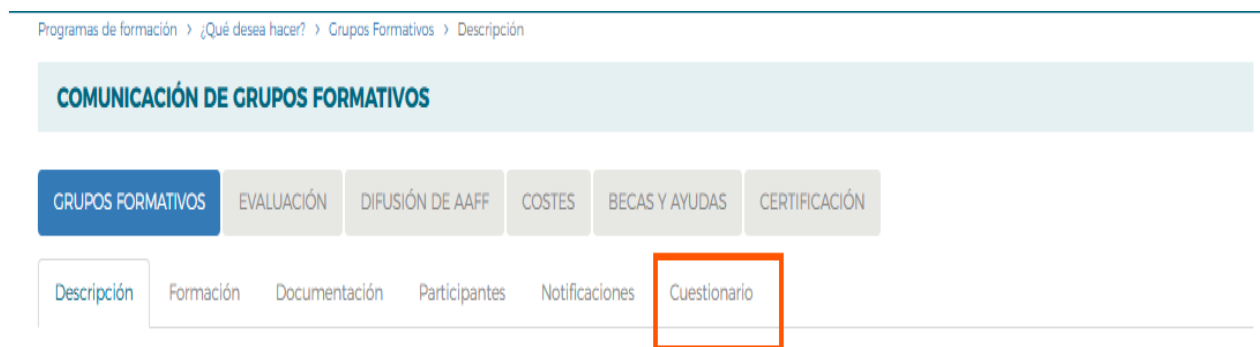 Programas de formación > ¿Qué desea hacer? > Grupos Formativos > Descripción
COMUNICACIÓN DE GRUPOS FORMATIVOS
GRUPOS FORMATIVOS EVALUACIÓN DIFUSIÓN DE AAFF COSTES BECAS Y AYUDAS CERTIFICACIÓN
Descripción Formación Documentación Participantes Notificaciones Cuestionario